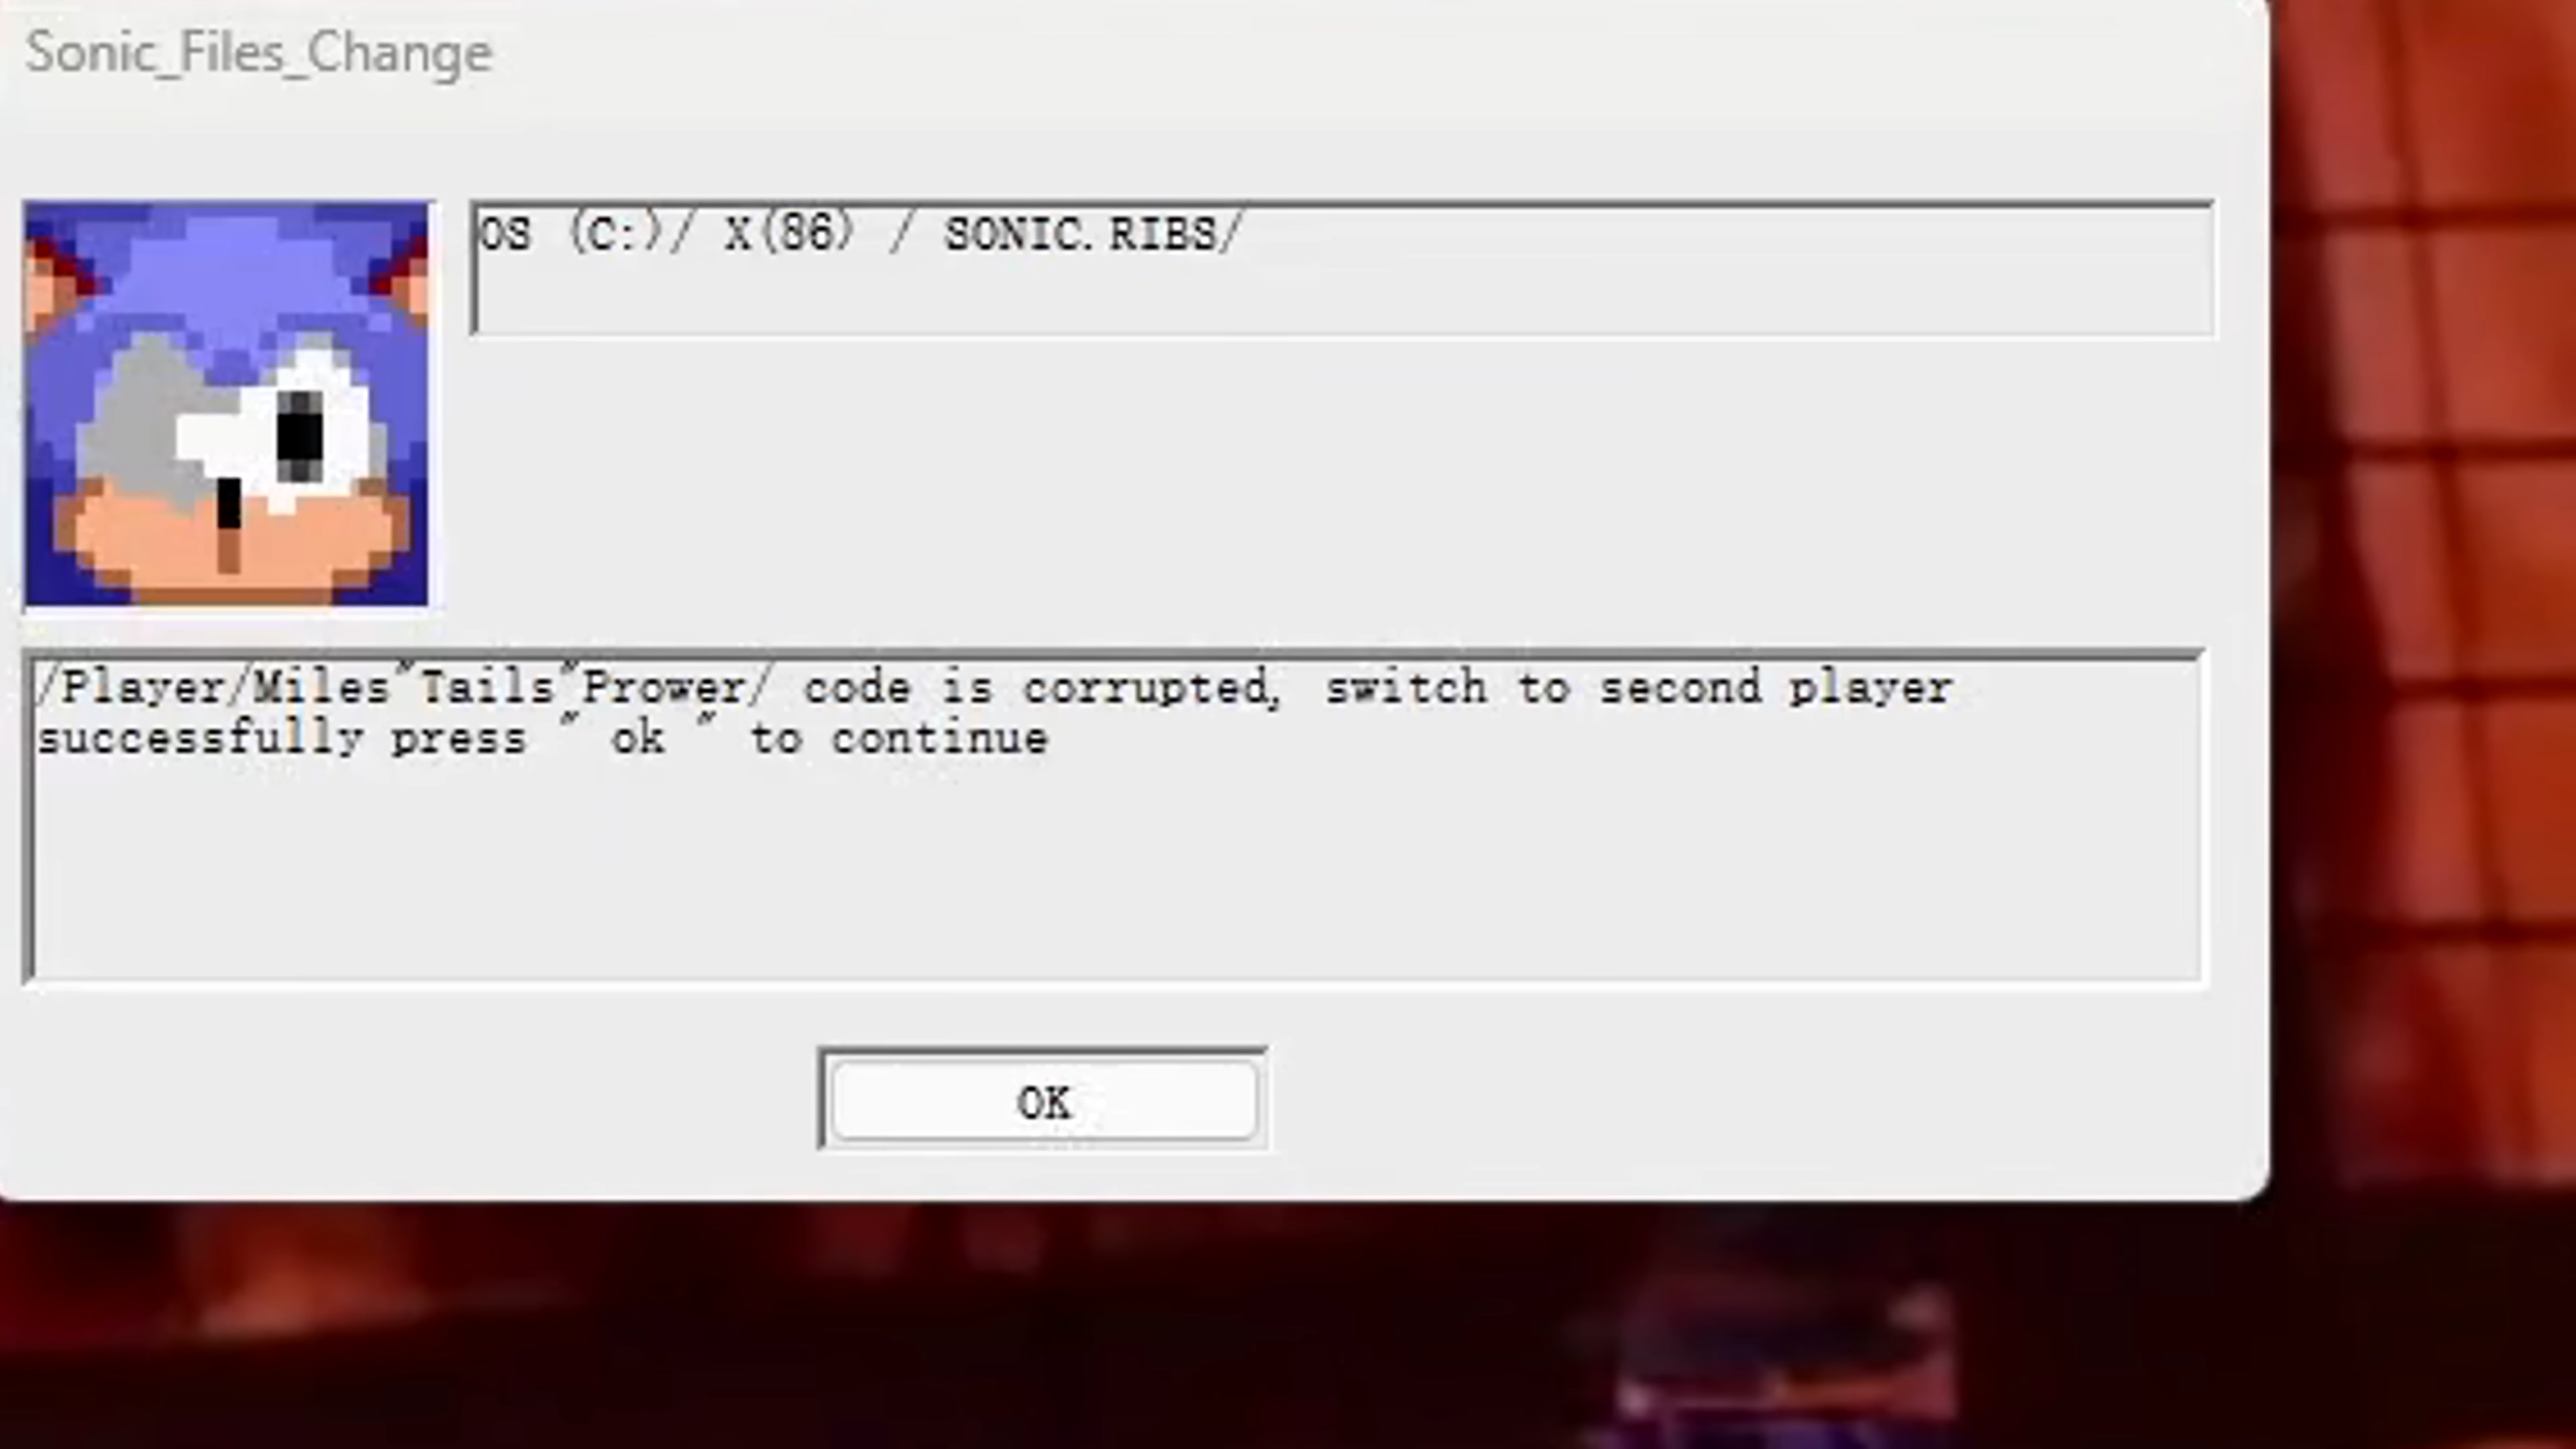 Sonic_Files_Change
OS (C:)/ X(86) / SONIC.RIBS/
/Player/Miles"Tails"Prower/ code is corrupted, switch to second player
successfully press " ok " to continue
OK